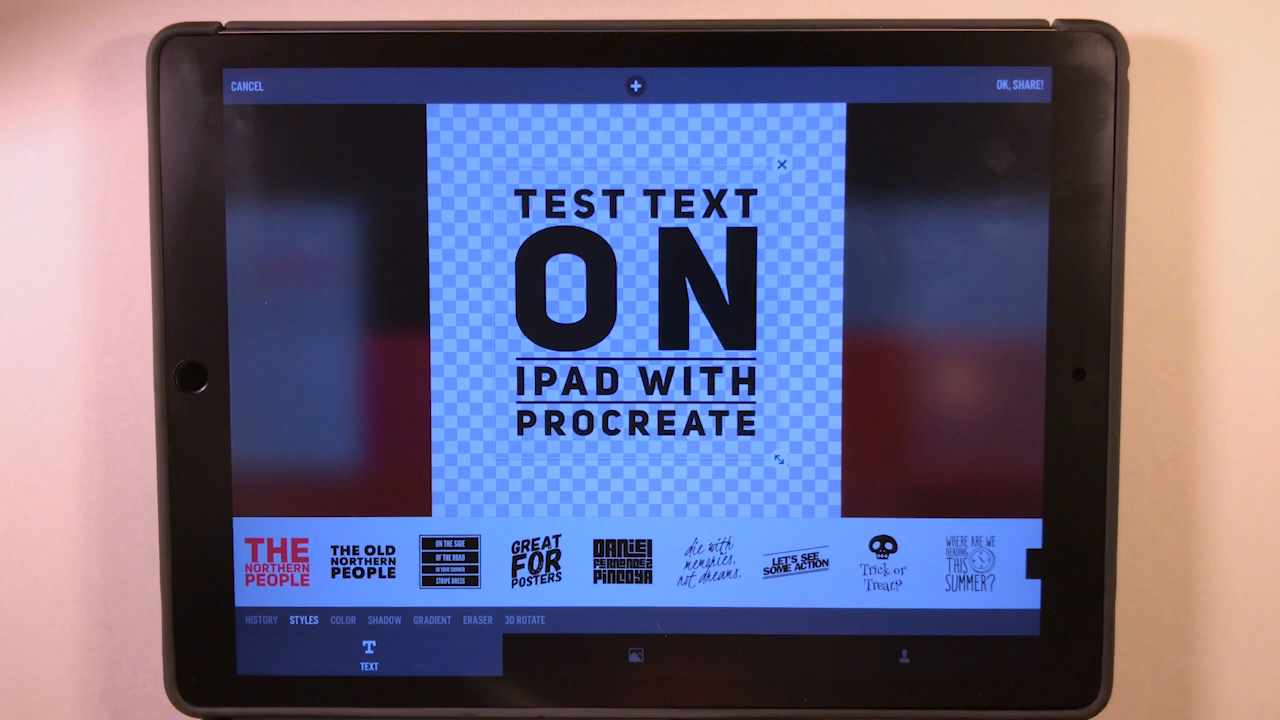 CANCEL
OK, SHARE!
TEST TEXT
ON
IPAD WITH
PROCREATE
THE
NORTHERN
PEOPLE
THE OLD
NORTHERN
PEOPLE
ON THE SIDE
OF THE ROAD
IN YOUR SUMMER
STRIPE DRESS
GREAT
FOR
POSTERS
DANIEL
FERNANDEZ
PINCOYA
die with
memories,
not dreams.
LET'S SEE
SOME ACTION
Trick or
Treat?
WHERE ARE WE
HEADING
THIS
SUMMER?
HISTORY STYLES COLOR SHADOW GRADIENT ERASER 3D ROTATE
TEXT